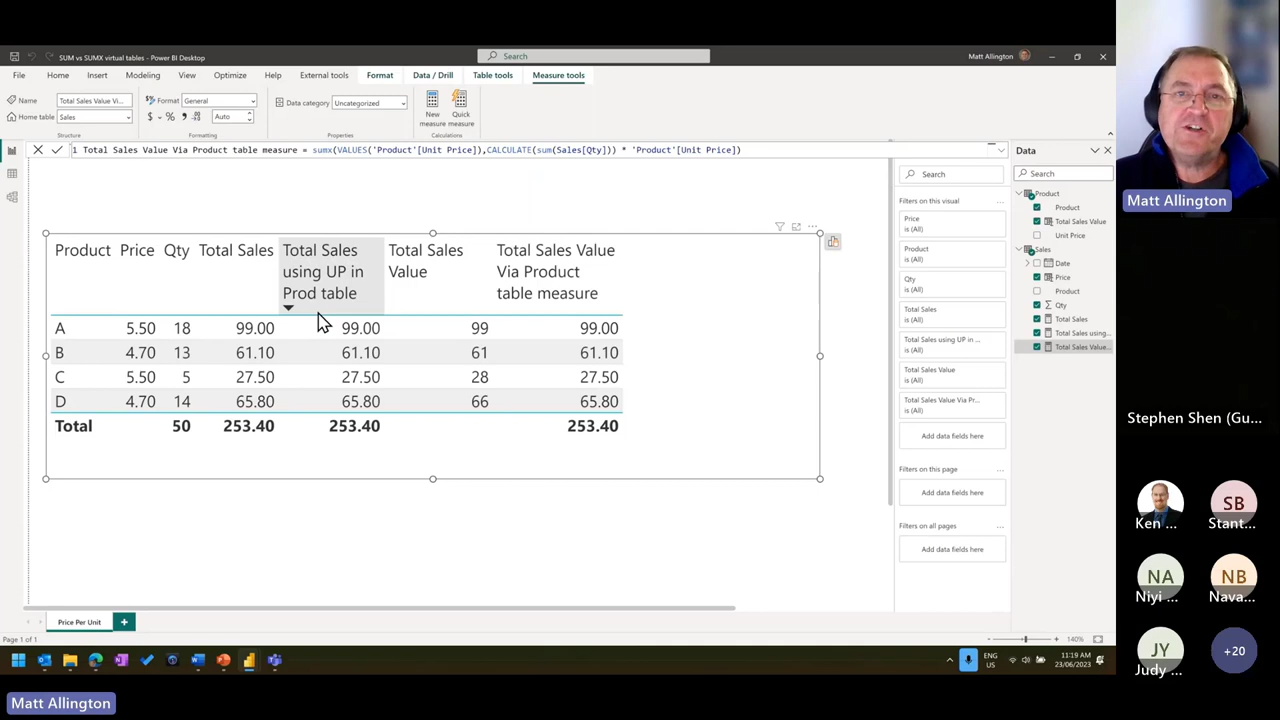 SUM vs SUMX virtual tables - Power BI Desktop
Search
Matt Allington
File Home Insert Modeling View Optimize Help External tools Format Data / Drill Table tools Measure tools
Name Total Sales Value Vi... Format General Data category Uncategorized New measure Quick measure
Home table Sales $ % Auto
Structure Formatting Properties Calculations
1 Total Sales Value Via Product table measure = sumx(VALUES('Product'[Unit Price]),CALCULATE(sum(Sales[Qty])) * 'Product'[Unit Price])
Product Price Qty Total Sales Total Sales using UP in Prod table Total Sales Value Total Sales Value Via Product table measure
A 5.50 18 99.00 99.00 99 99.00
B 4.70 13 61.10 61.10 61 61.10
C 5.50 5 27.50 27.50 28 27.50
D 4.70 14 65.80 65.80 66 65.80
Total 50 253.40 253.40 253.40
Search
Filters on this visual ...
Price
is (All)
Product
is (All)
Qty
is (All)
Total Sales
is (All)
Total Sales using UP in ...
is (All)
Total Sales Value
is (All)
Total Sales Value Via Pr...
is (All)
Add data fields here
Filters on this page ...
Add data fields here
Filters on all pages ...
Add data fields here
Data
Search
Product
Product
Total Sales Value
Unit Price
Sales
Date
Price
Product
Qty
Total Sales
Total Sales using...
Total Sales Value...
Price Per Unit
Page 1 of 1
140%
ENG
US
11:19 AM
23/06/2023
Matt Allington
Matt Allington
Stephen Shen (Gu...
Ken ...
SB
Stant...
NA
Niyi ...
NB
Nava...
JY
Judy ...
+20